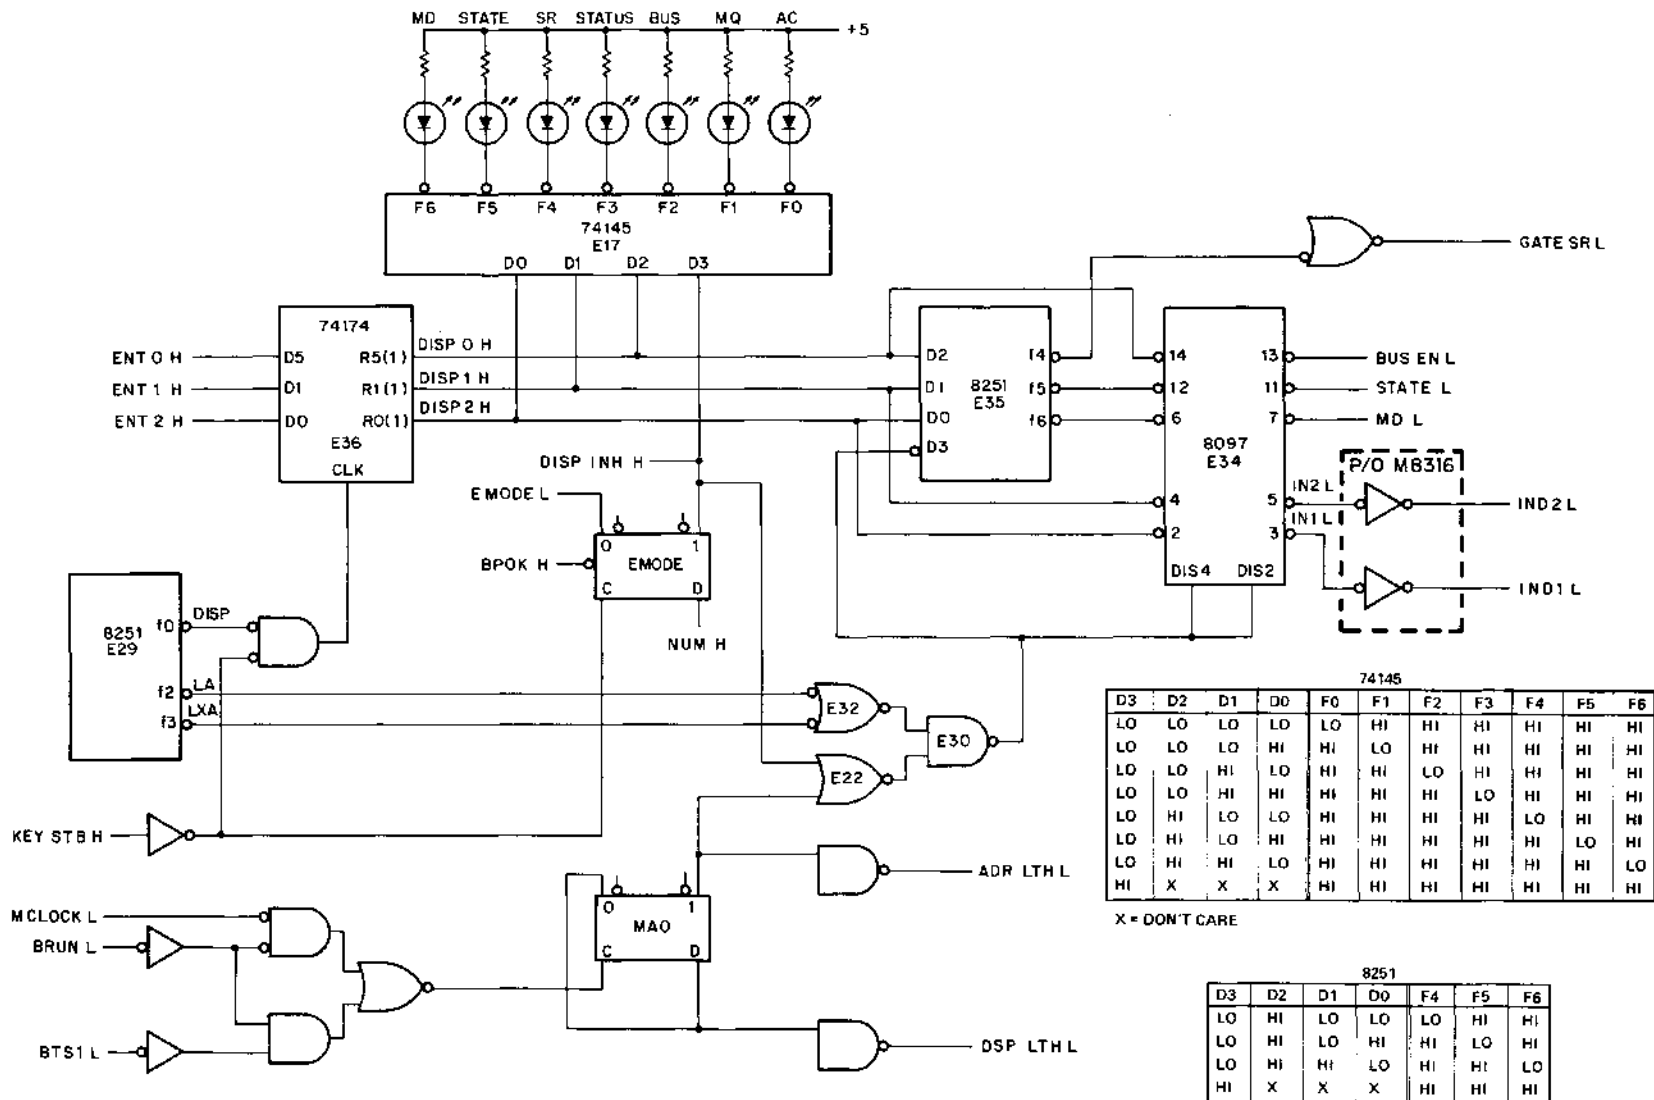 MD STATE SR STATUS BUS MQ AC
+5
F6 F5 F4 F3 F2 F1 F0
74145
E17
D0 D1 D2 D3
GATE SR L
74174
ENT 0 H D5 R5(1) DISP 0 H
ENT 1 H D1 R1(1) DISP 1 H
ENT 2 H D0 R0(1) DISP 2 H
E36
CLK
D2 f4
D1 f5
D0 f6
D3
8251
E35
14 13 BUS EN L
12 11 STATE L
6 7 MD L
8097
E34
4 5 IN2 L
2 3 IN1 L
DIS4 DIS2
P/O M8316
IND2 L
IND1 L
DISP INH H
EMODE L
0 1
BPOK H EMODE
C D
NUM H
8251
E29
f0 DISP
f2 LA
f3 LXA
E32
E30
E22
KEY STB H
ADR LTH L
MCLOCK L
BRUN L
0 1
MA0
C D
BTS1 L
DSP LTH L
74145
D3 D2 D1 D0 F0 F1 F2 F3 F4 F5 F6
LO LO LO LO LO HI HI HI HI HI HI
LO LO LO HI HI LO HI HI HI HI HI
LO LO HI LO HI HI LO HI HI HI HI
LO LO HI HI HI HI HI LO HI HI HI
LO HI LO LO HI HI HI HI LO HI HI
LO HI LO HI HI HI HI HI HI LO HI
LO HI HI LO HI HI HI HI HI HI LO
HI X X X HI HI HI HI HI HI HI
X = DON'T CARE
8251
D3 D2 D1 D0 F4 F5 F6
LO HI LO LO LO HI HI
LO HI LO HI HI LO HI
LO HI HI LO HI HI LO
HI X X X HI HI HI